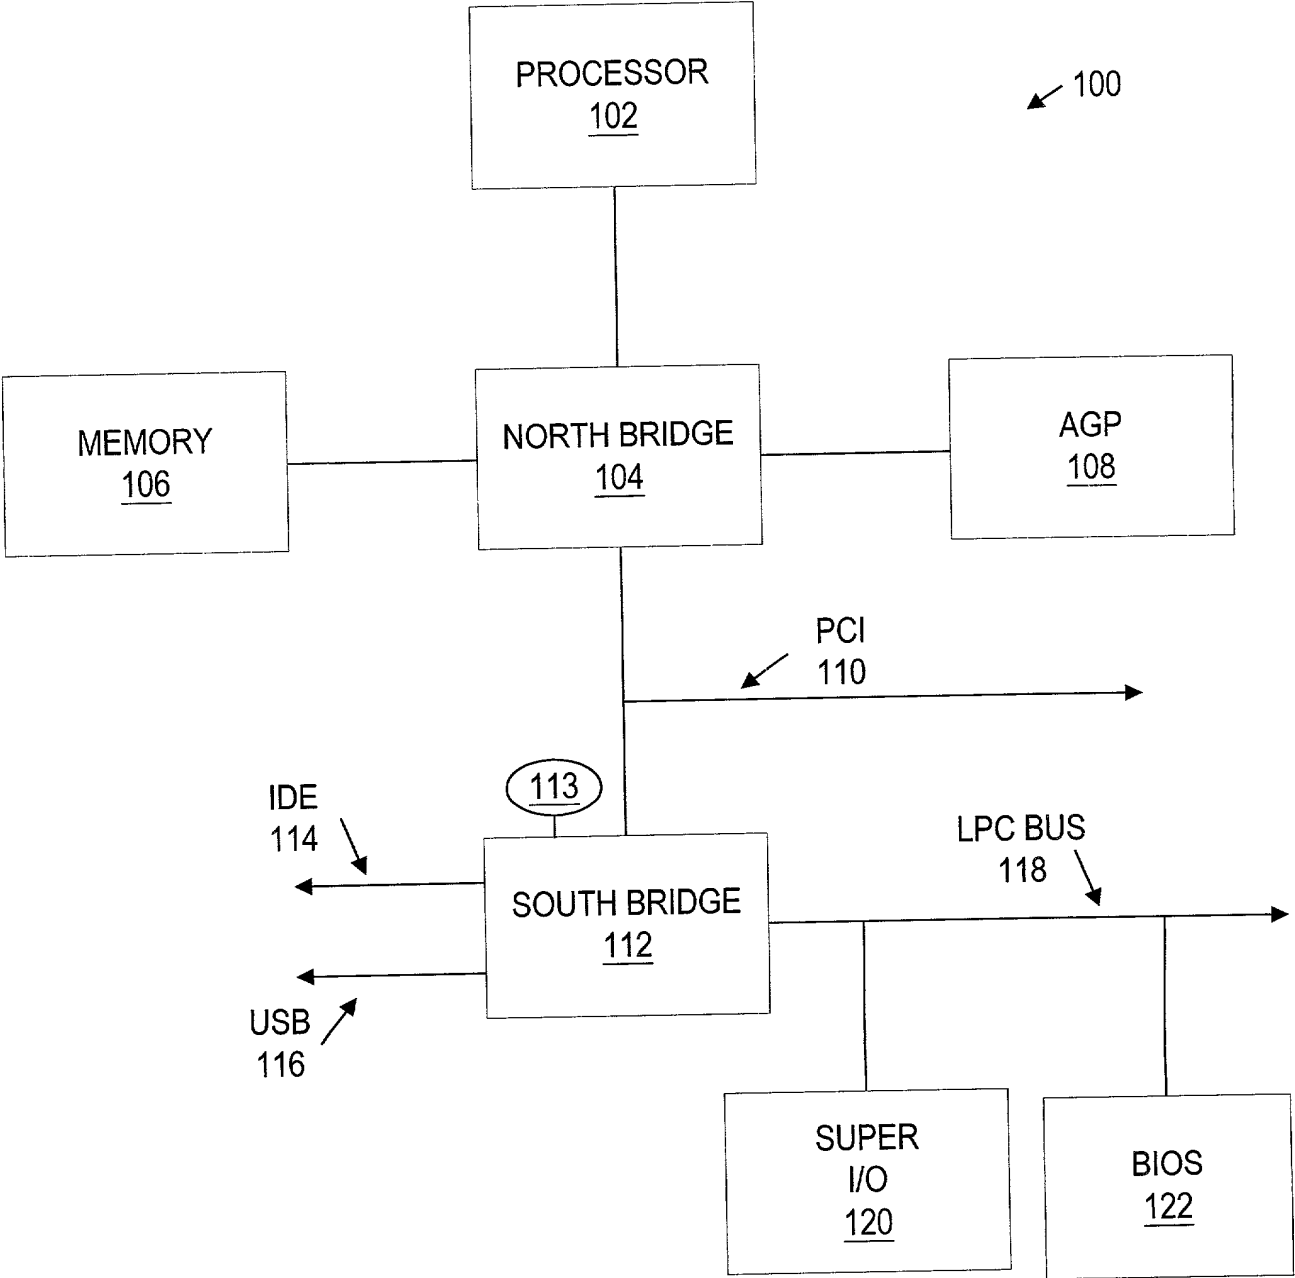 PROCESSOR
102
100
MEMORY
106
NORTH BRIDGE
104
AGP
108
PCI
110
113
IDE
114
SOUTH BRIDGE
112
LPC BUS
118
USB
116
SUPER
I/O
120
BIOS
122